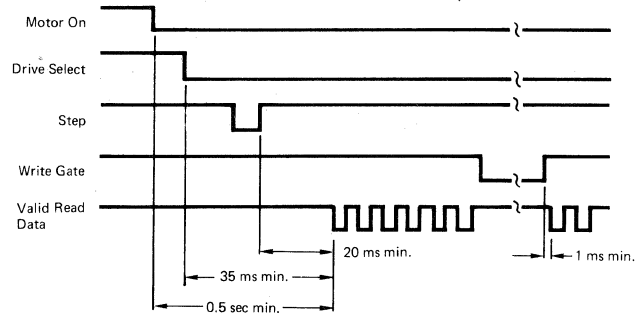 Motor On
Drive Select
Step
Write Gate
Valid Read
Data
20 ms min.
1 ms min.
35 ms min.
0.5 sec min.